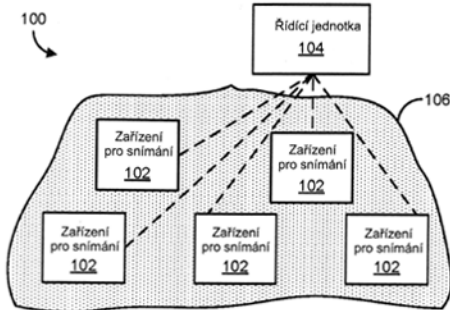 100
Řídící jednotka
104
106
Zařízení
pro snímání
102
Zařízení
pro snímání
102
Zařízení
pro snímání
102
Zařízení
pro snímání
102
Zařízení
pro snímání
102